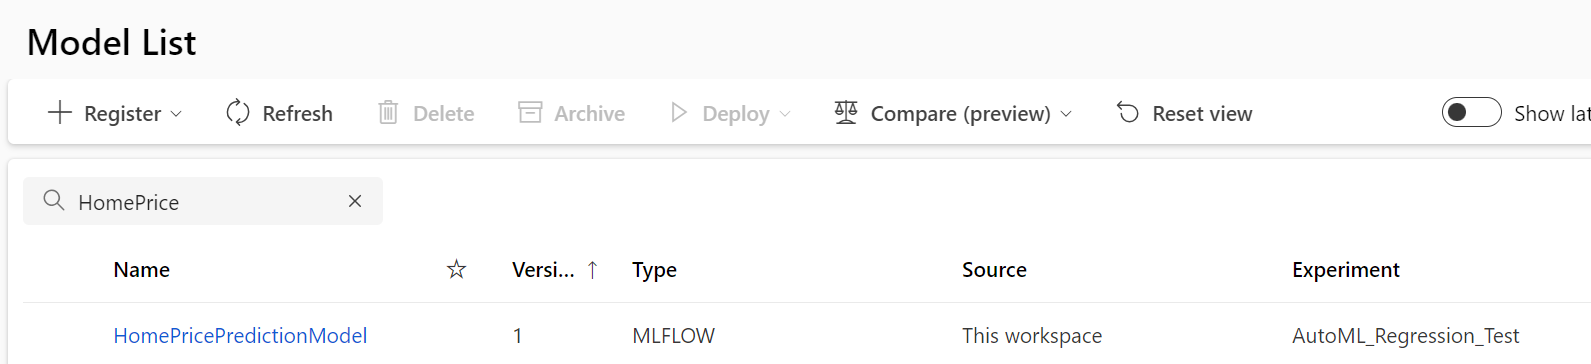 Model List
Register Refresh Delete Archive Deploy Compare (preview) Reset view Show
HomePrice
Name Versi... Type Source Experiment
HomePricePredictionModel 1 MLFLOW This workspace AutoML_Regression_Test